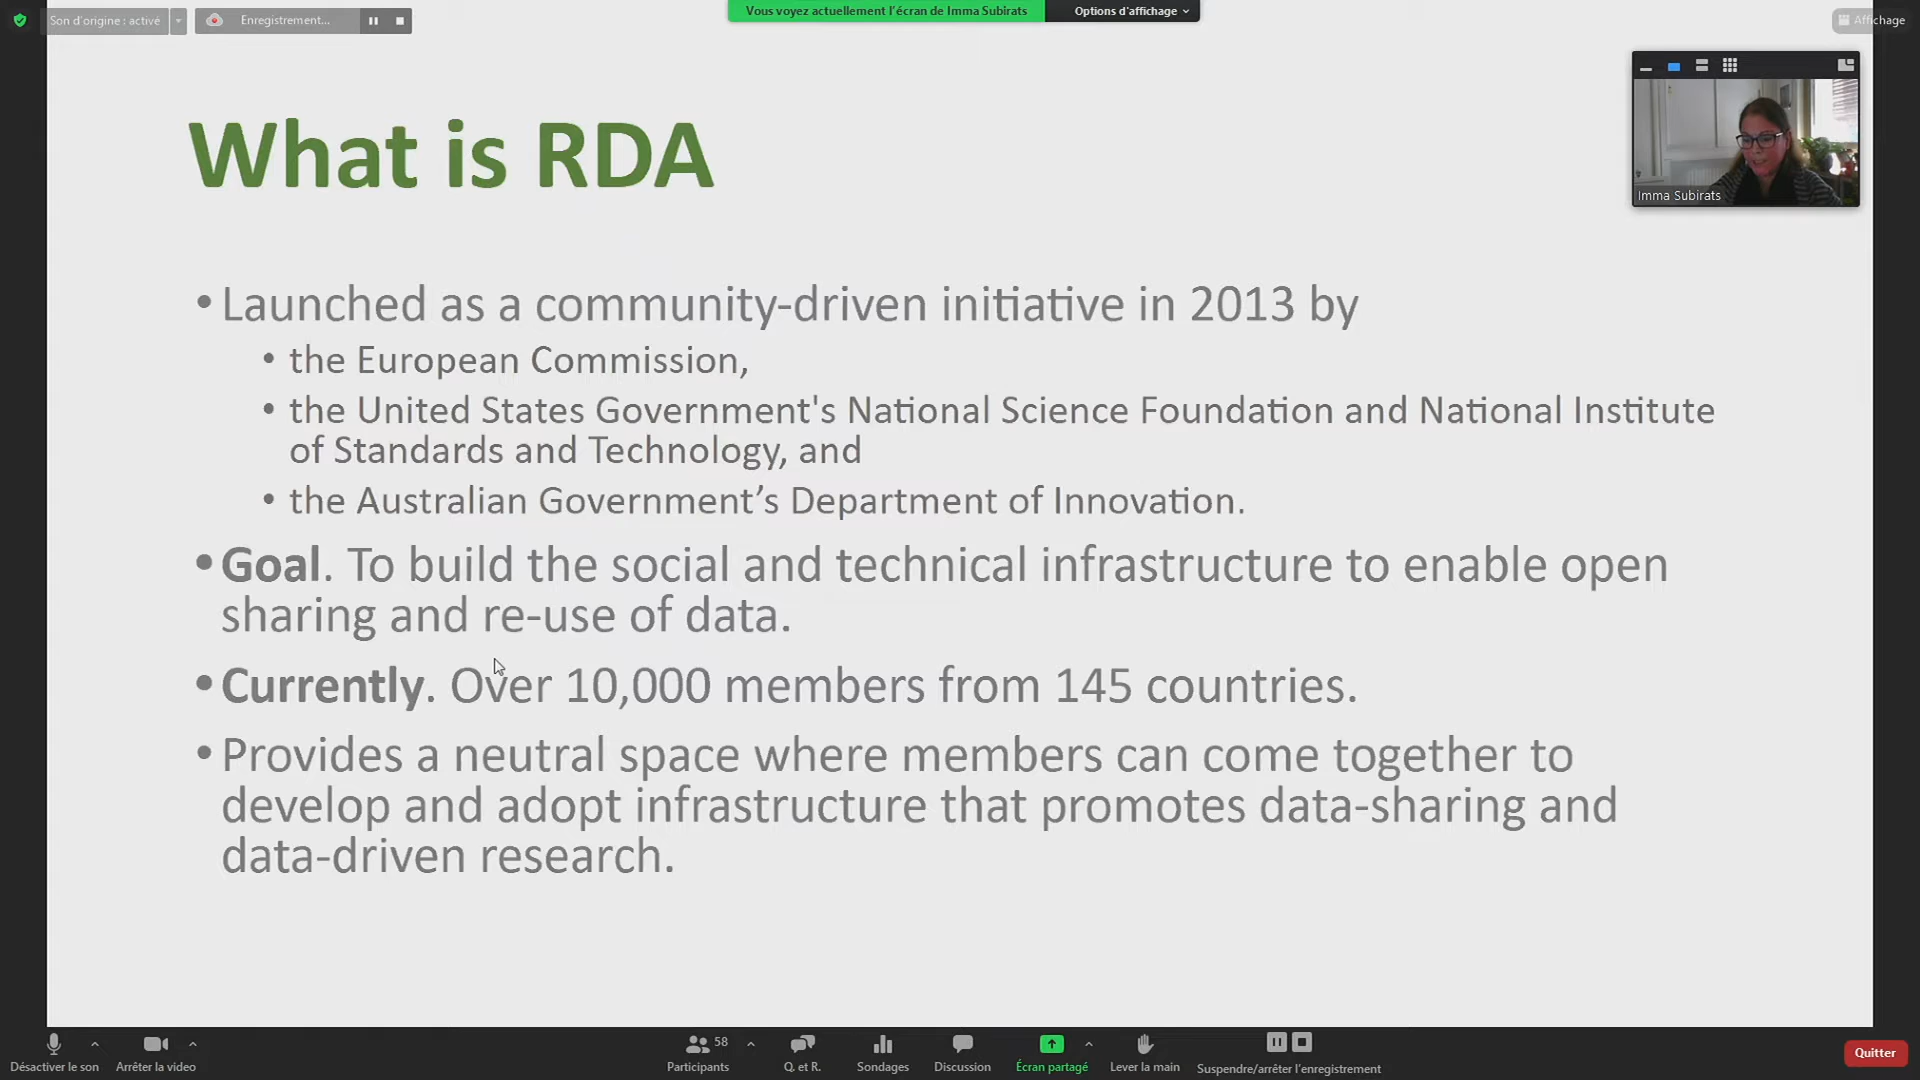 Son d'origine : activé
Enregistrement...
Vous voyez actuellement l'écran de Imma Subirats
Options d'affichage
Affichage
Imma Subirats
What is RDA
• Launched as a community-driven initiative in 2013 by
• the European Commission,
• the United States Government's National Science Foundation and National Institute
of Standards and Technology, and
• the Australian Government’s Department of Innovation.
• Goal. To build the social and technical infrastructure to enable open
sharing and re-use of data.
• Currently. Over 10,000 members from 145 countries.
• Provides a neutral space where members can come together to
develop and adopt infrastructure that promotes data-sharing and
data-driven research.
Désactiver le son
Arrêter la video
58
Participants
Q. et R.
Sondages
Discussion
Écran partagé
Lever la main
Suspendre/arrêter l'enregistrement
Quitter